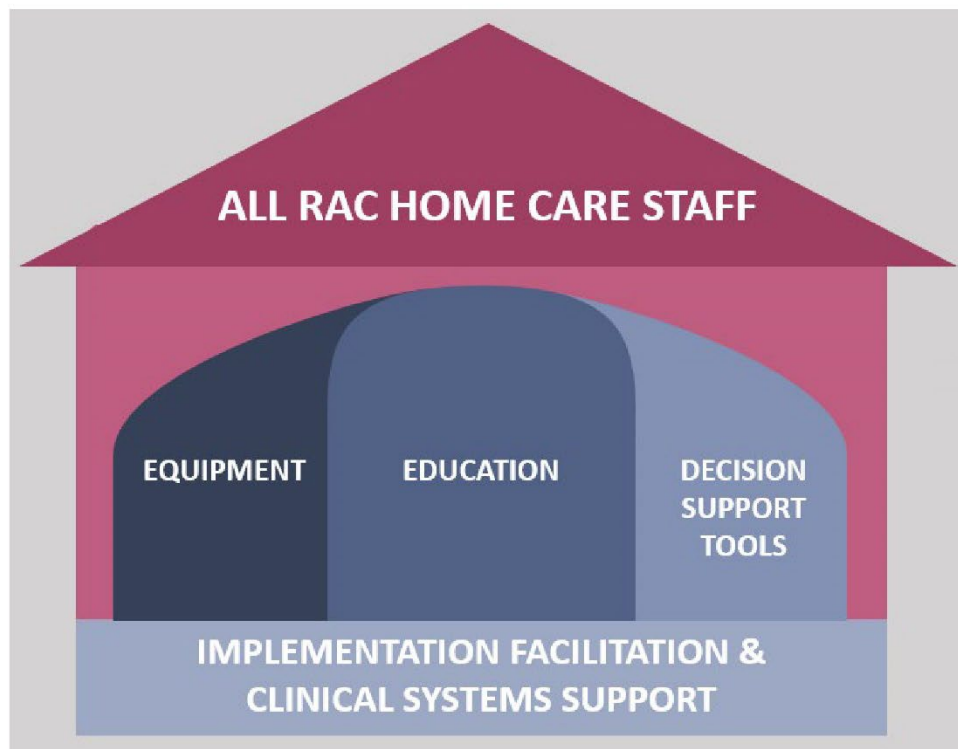 ALL RAC HOME CARE STAFF
EQUIPMENT
EDUCATION
DECISION
SUPPORT
TOOLS
IMPLEMENTATION FACILITATION &
CLINICAL SYSTEMS SUPPORT